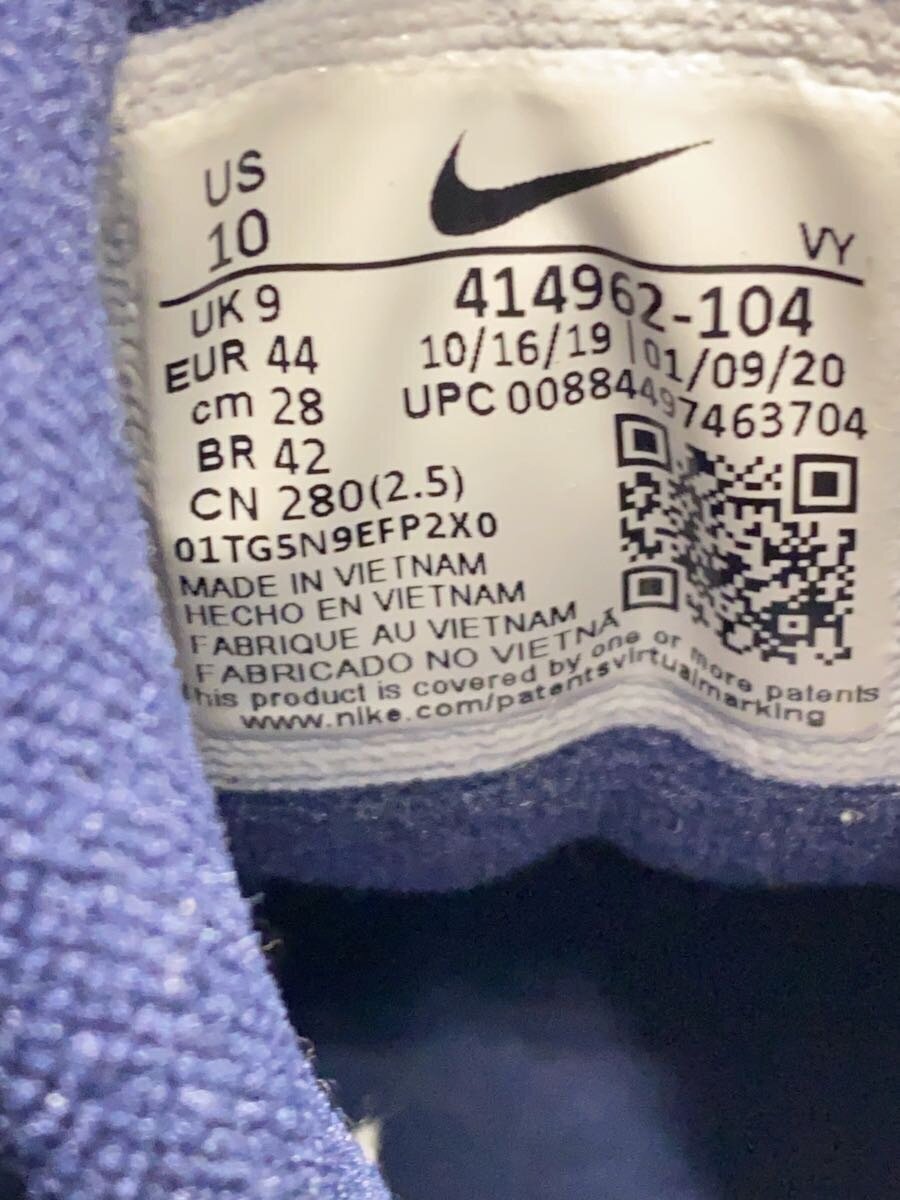 US
10
VY
UK 9
414962-104
EUR 44
10/16/19 | 01/09/20
cm 28
UPC 00884497463704
BR 42
CN 280(2.5)
01TG5N9EFP2X0
MADE IN VIETNAM
HECHO EN VIETNAM
FABRIQUE AU VIETNAM
FABRICADO NO VIETNÃ
This product is covered by one or more patents
www.nike.com/patentsvirtualmarking